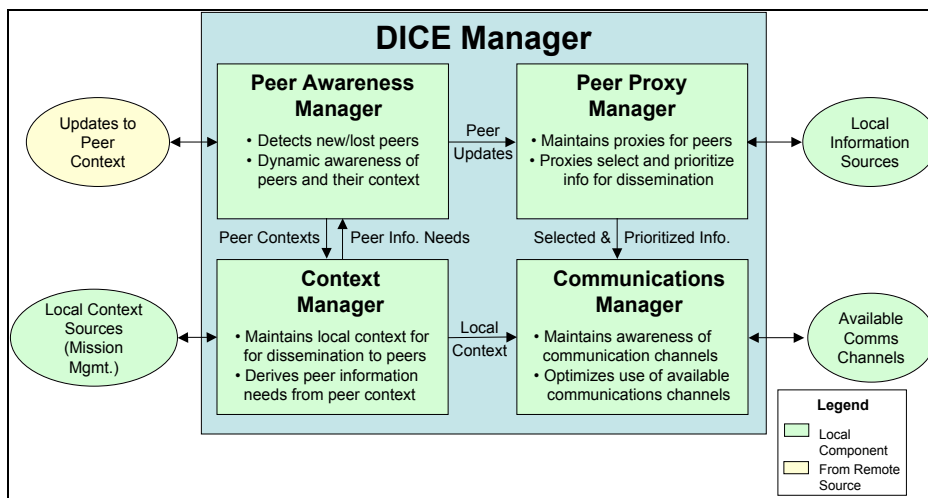 DICE Manager
Peer Awareness
Manager
• Detects new/lost peers
• Dynamic awareness of
peers and their context
Peer Proxy
Manager
• Maintains proxies for peers
• Proxies select and prioritize
info for dissemination
Updates to
Peer
Context
Peer
Updates
Local
Information
Sources
Peer Contexts
Peer Info. Needs
Selected &
Prioritized Info.
Context
Manager
• Maintains local context for
for dissemination to peers
• Derives peer information
needs from peer context
Communications
Manager
• Maintains awareness of
communication channels
• Optimizes use of available
communications channels
Local Context
Sources
(Mission
Mgmt.)
Local
Context
Available
Comms
Channels
Legend
Local
Component
From Remote
Source